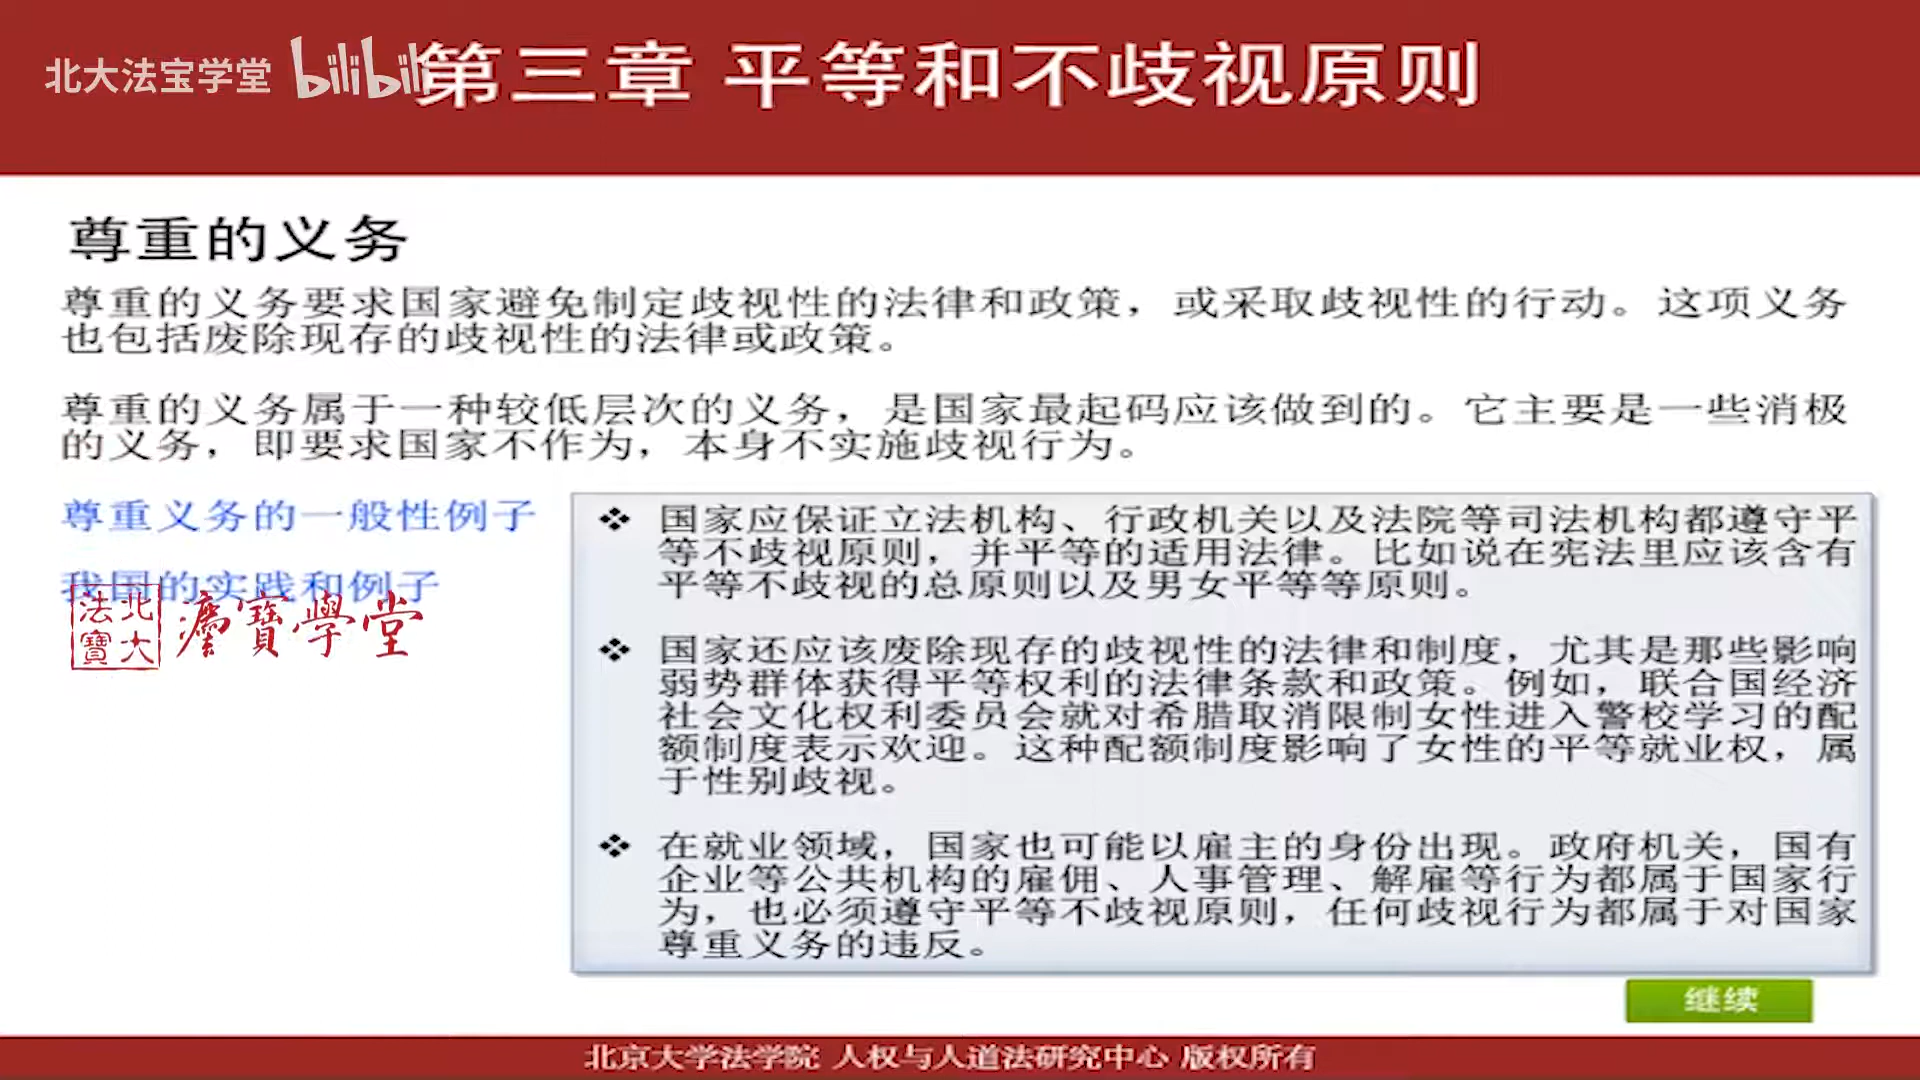 北大法宝学堂 bilibili
第三章 平等和不歧视原则
尊重的义务
尊重的义务要求国家避免制定歧视性的法律和政策，或采取歧视性的行动。这项义务
也包括废除现存的歧视性的法律或政策。
尊重的义务属于一种较低层次的义务，是国家最起码应该做到的。它主要是一些消极
的义务，即要求国家不作为，本身不实施歧视行为。
尊重义务的一般性例子
我国的实践和例子
北大法寶
灋寶學堂
国家应保证立法机构、行政机关以及法院等司法机构都遵守平
等不歧视原则，并平等的适用法律。比如说在宪法里应该含有
平等不歧视的总原则以及男女平等等原则。
国家还应该废除现存的歧视性的法律和制度，尤其是那些影响
弱势群体获得平等权利的法律条款和政策。例如，联合国经济
社会文化权利委员会就对希腊取消限制女性进入警校学习的配
额制度表示欢迎。这种配额制度影响了女性的平等就业权，属
于性别歧视。
在就业领域，国家也可能以雇主的身份出现。政府机关，国有
企业等公共机构的雇佣、人事管理、解雇等行为都属于国家行
为，也必须遵守平等不歧视原则，任何歧视行为都属于对国家
尊重义务的违反。
继续
北京大学法学院 人权与人道法研究中心 版权所有